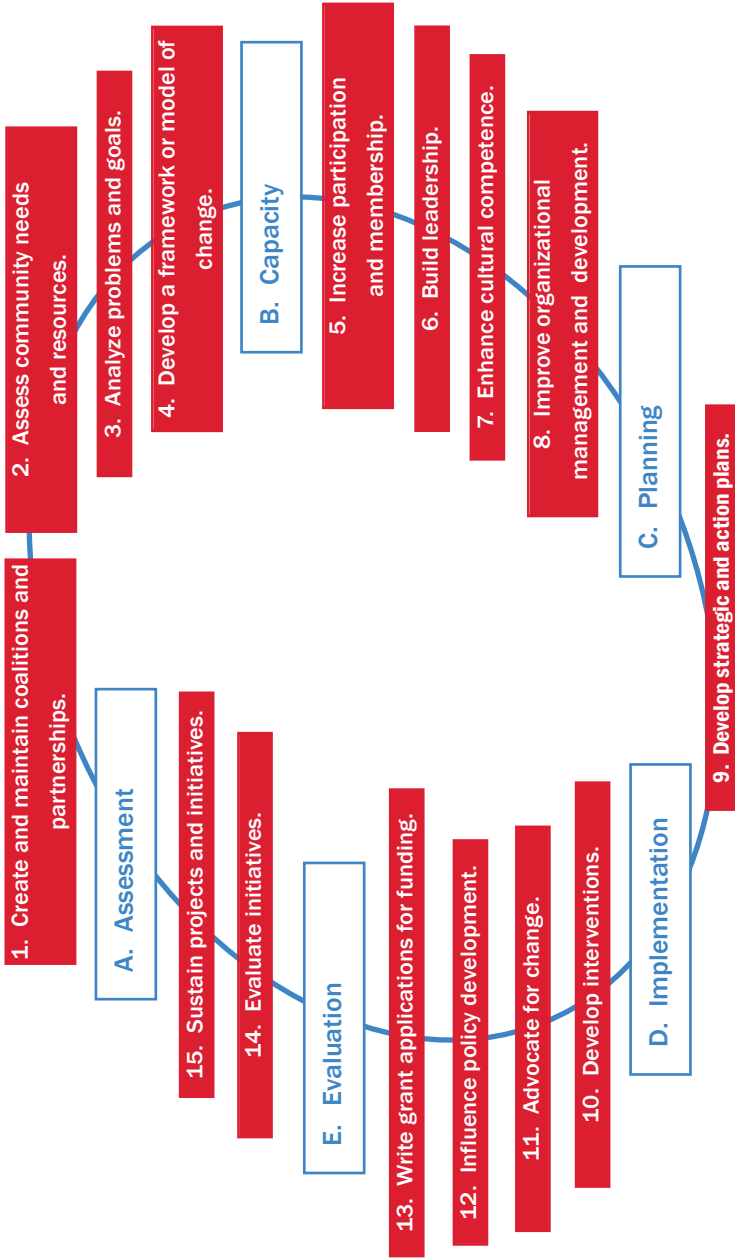 A. Assessment
1. Create and maintain coalitions and
partnerships.
2. Assess community needs
and resources.
3. Analyze problems and goals.
4. Develop a framework or model of
change.
B. Capacity
5. Increase participation
and membership.
6. Build leadership.
7. Enhance cultural competence.
8. Improve organizational
management and development.
C. Planning
9. Develop strategic and action plans.
D. Implementation
10. Develop interventions.
11. Advocate for change.
12. Influence policy development.
13. Write grant applications for funding.
E. Evaluation
14. Evaluate initiatives.
15. Sustain projects and initiatives.